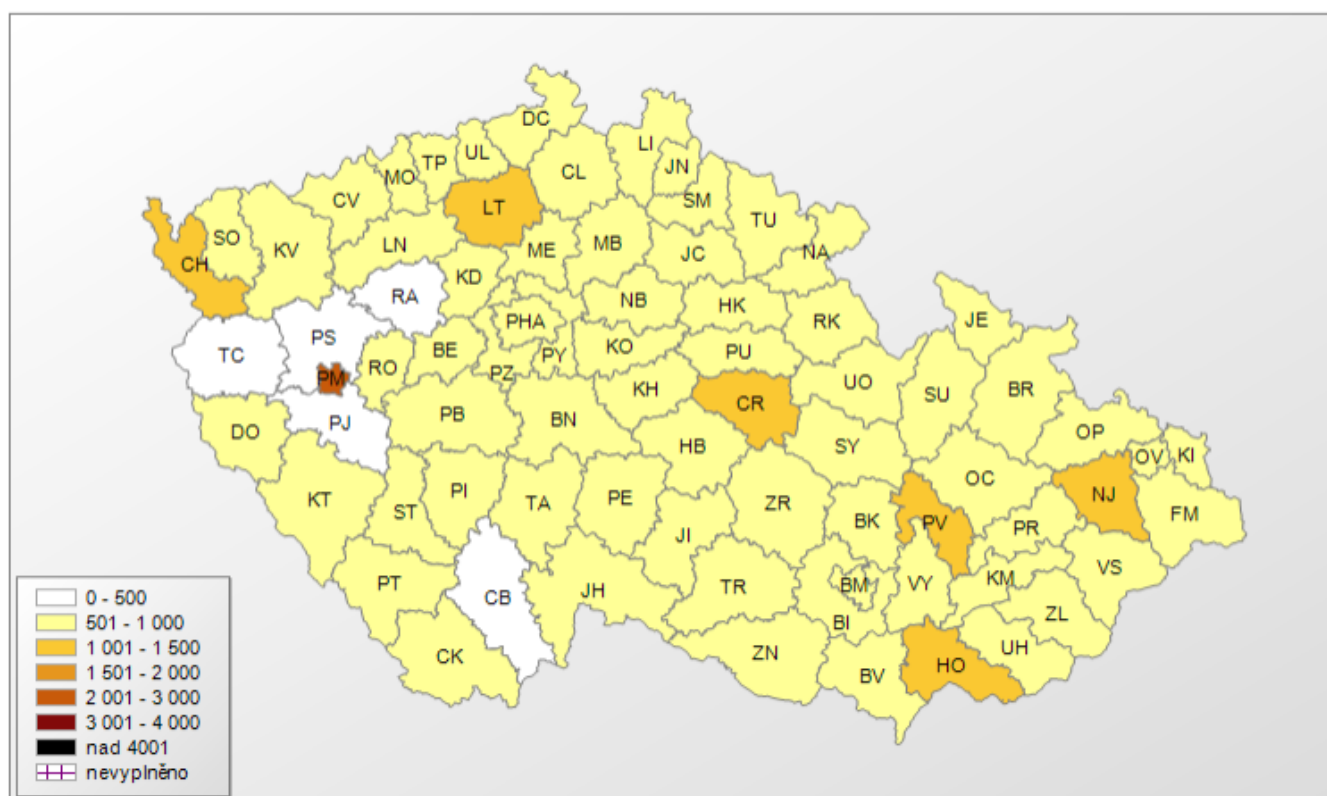 DC
LI
UL
TP
MO
JN
CL
CV
SM
LT
TU
SO
KV
LN
ME
MB
JC
NA
CH
KD
RA
NB
HK
PHA
RK
JE
PS
TC
KO
PU
BE
PY
RO
PZ
PM
UO
KH
SU
BR
CR
PB
BN
PJ
DO
HB
SY
OP
OV
KI
PI
OC
KT
ST
TA
PE
ZR
NJ
BK
PV
PR
FM
JI
VS
PT
CB
JH
TR
BM
VY
KM
ZL
BI
CK
ZN
HO
UH
BV
0 - 500
501 - 1 000
1 001 - 1 500
1 501 - 2 000
2 001 - 3 000
3 001 - 4 000
nad 4001
nevyplněno